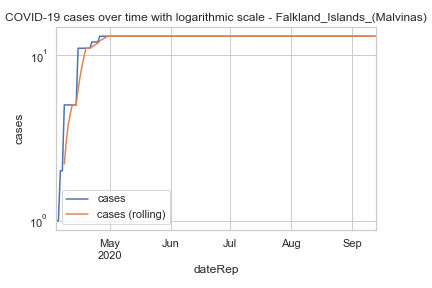 COVID-19 cases over time with logarithmic scale - Falkland_Islands_(Malvinas)
10¹
10⁰
cases
cases
cases (rolling)
May Jun Jul Aug Sep
2020
dateRep